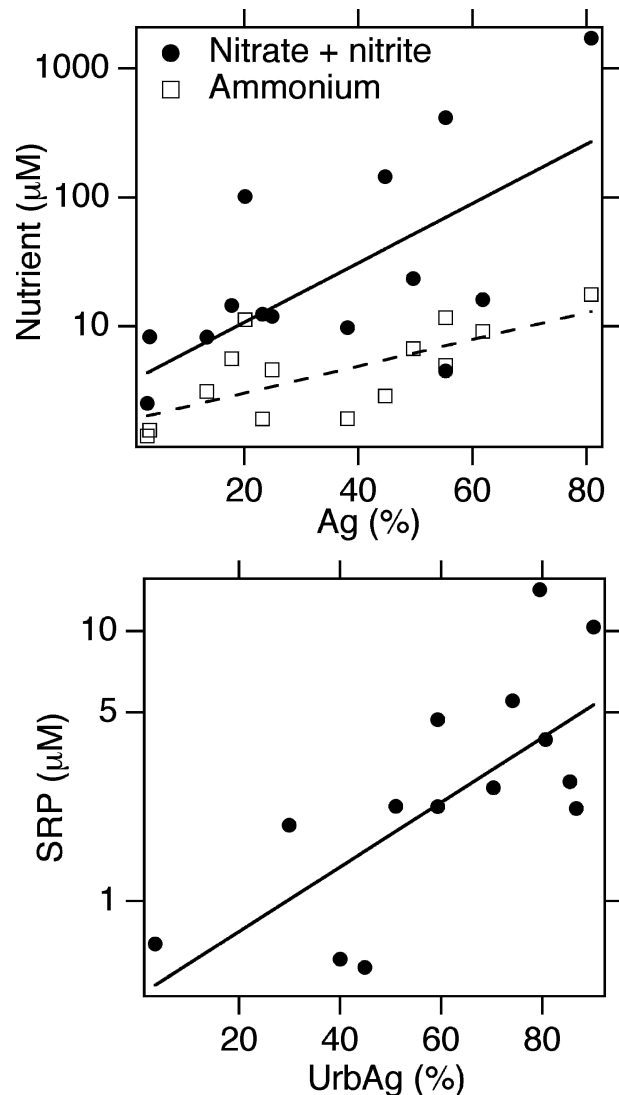 Nitrate + nitrite
Ammonium
1000
100
10
Nutrient (μM)
20 40 60 80
Ag (%)
10
5
1
SRP (μM)
20 40 60 80
UrbAg (%)